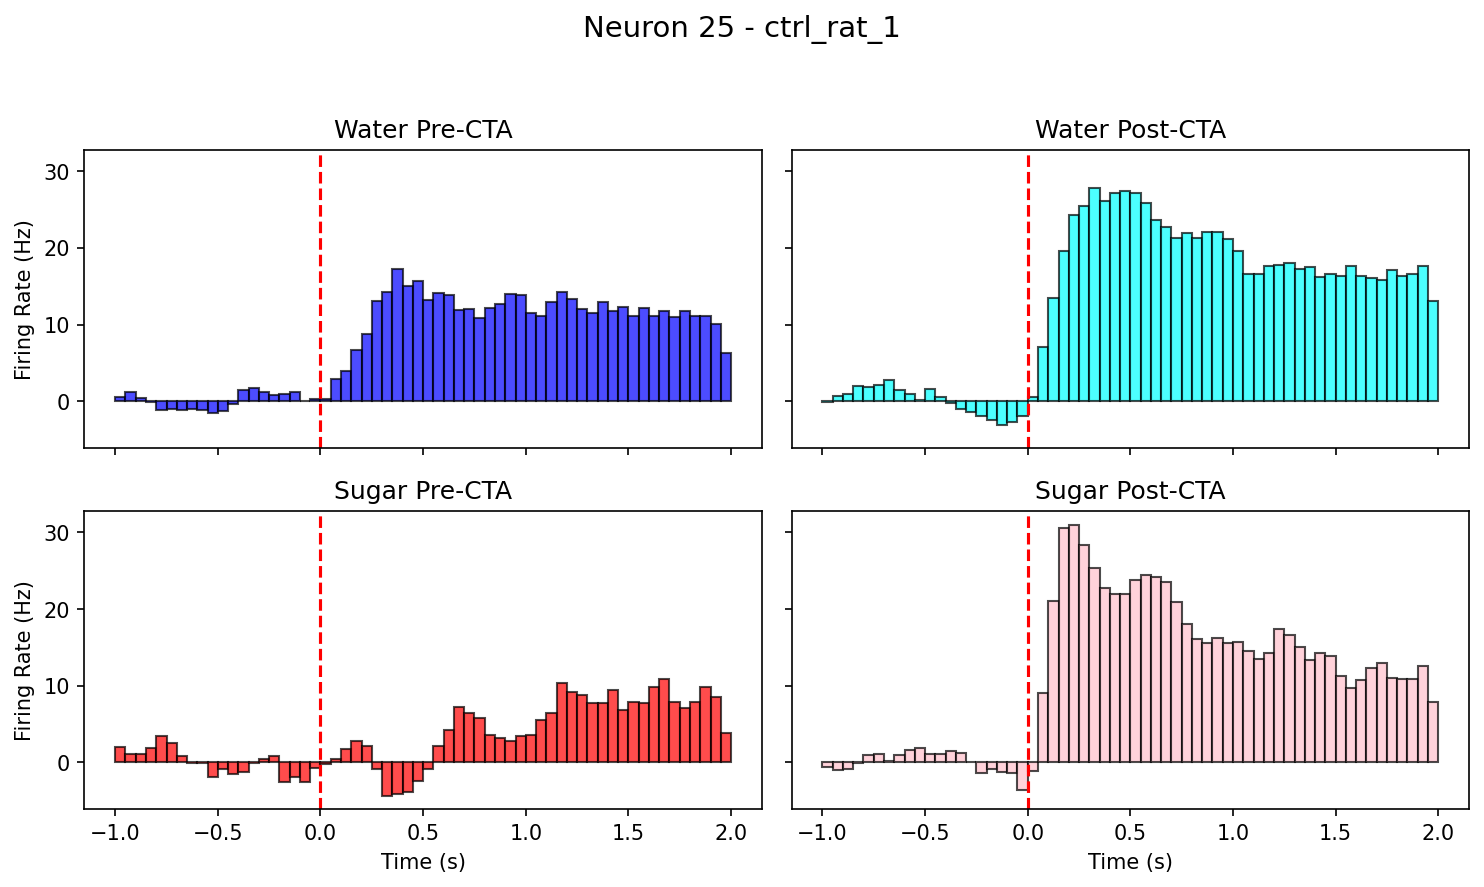 Neuron 25 - ctrl_rat_1
Water Pre-CTA
Water Post-CTA
30
20
10
0
Firing Rate (Hz)
Sugar Pre-CTA
Sugar Post-CTA
30
20
10
0
Firing Rate (Hz)
−1.0 −0.5 0.0 0.5 1.0 1.5 2.0
−1.0 −0.5 0.0 0.5 1.0 1.5 2.0
Time (s)
Time (s)